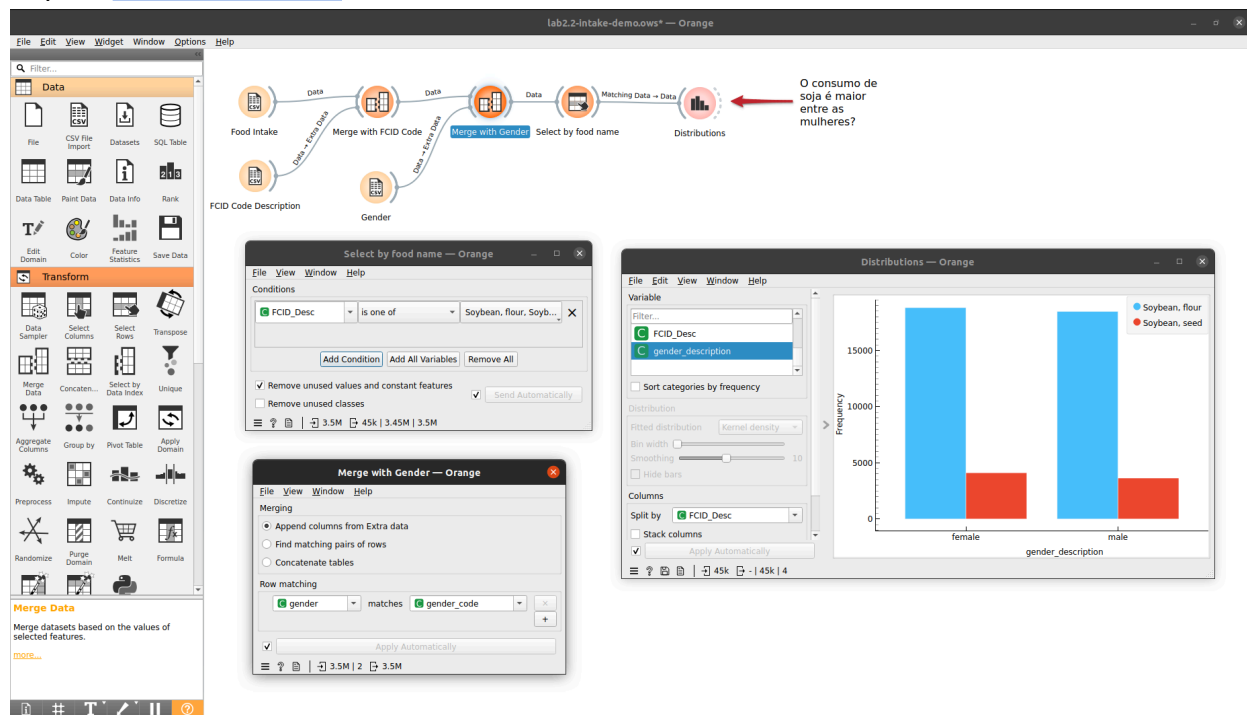 lab2.2-intake-demo.ows* — Orange
File Edit View Widget Window Options Help
Filter...
Data
File
CSV File Import
Datasets
SQL Table
Data Table
Paint Data
Data Info
Rank
Edit Domain
Color
Feature Statistics
Save Data
Transform
Data Sampler
Select Columns
Select Rows
Transpose
Merge Data
Concaten...
Select by Data Index
Unique
Aggregate Columns
Group by
Pivot Table
Apply Domain
Preprocess
Impute
Continuize
Discretize
Randomize
Purge Domain
Melt
Formula
Merge Data
Merge datasets based on the values of
selected features.
more...
Food Intake
Data
Merge with FCID Code
Data
Merge with Gender
Data
Select by food name
Matching Data → Data
Distributions
Data → Extra Data
Data → Extra Data
FCID Code Description
Gender
O consumo de
soja é maior
entre as
mulheres?
Select by food name — Orange
File View Window Help
Conditions
C FCID_Desc is one of Soybean, flour, Soyb...
Add Condition Add All Variables Remove All
Remove unused values and constant features
Remove unused classes
Send Automatically
3.5M 45k | 3.45M | 3.5M
Merge with Gender — Orange
File View Window Help
Merging
Append columns from Extra data
Find matching pairs of rows
Concatenate tables
Row matching
C gender matches C gender_code
Apply Automatically
3.5M | 2 3.5M
Distributions — Orange
File Edit View Window Help
Variable
Filter...
C FCID_Desc
C gender_description
Sort categories by frequency
Distribution
Fitted distribution Kernel density
Bin width
Smoothing 10
Hide bars
Columns
Split by C FCID_Desc
Stack columns
Apply Automatically
45k - | 45k | 4
Soybean, flour
Soybean, seed
Frequency
15000
10000
5000
0
female male
gender_description